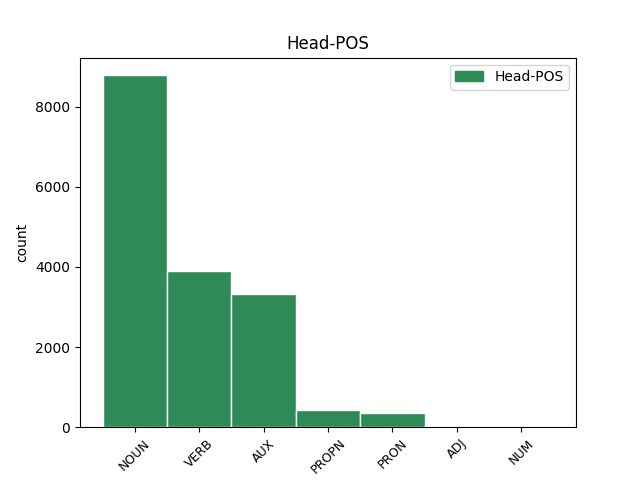 Head-POS
Head-POS
8000
6000
4000
2000
0
count
NOUN
VERB
AUX
PROPN
PRON
ADJ
NUM